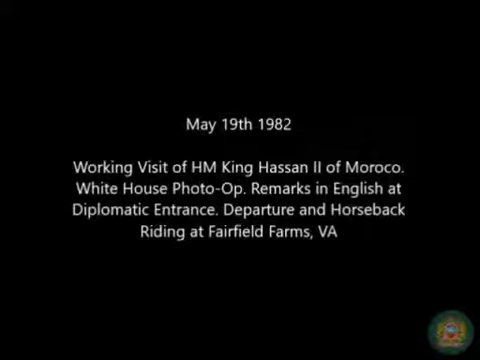 May 19th 1982
Working Visit of HM King Hassan II of Moroco.
White House Photo-Op. Remarks in English at
Diplomatic Entrance. Departure and Horseback
Riding at Fairfield Farms, VA